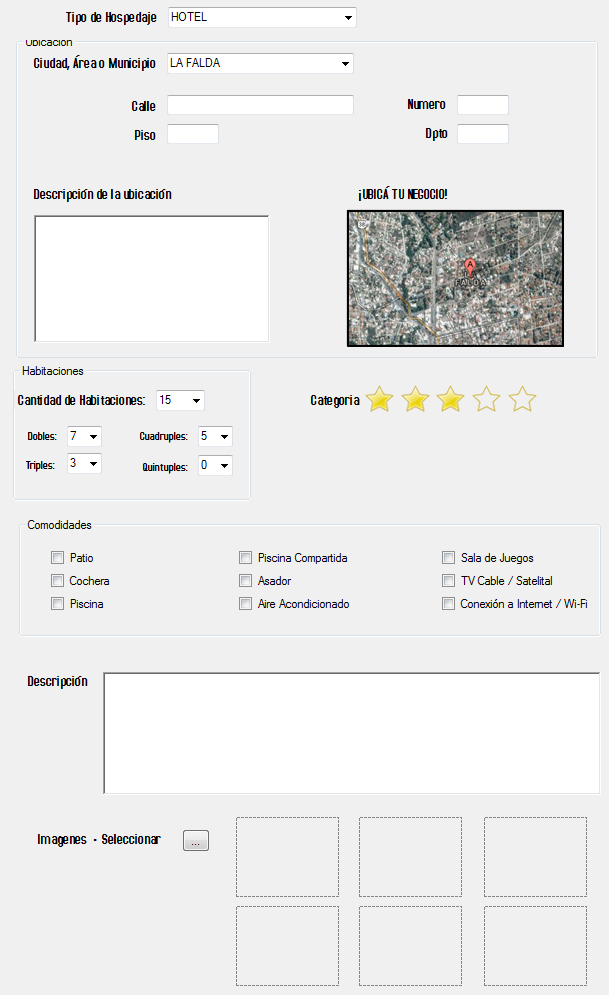 Tipo de Hospedaje HOTEL
Ubicación
Ciudad, Área o Municipio LA FALDA
Calle Numero
Piso Dpto
Descripción de la ubicación ¡UBICÁ TU NEGOCIO!
38
A
LA
FALDA
Habitaciones
Cantidad de Habitaciones: 15 Categoria
Dobles: 7 Cuadruples: 5
Triples: 3 Quintuples: 0
Comodidades
Patio Piscina Compartida Sala de Juegos
Cochera Asador TV Cable / Satelital
Piscina Aire Acondicionado Conexión a Internet / Wi-Fi
Descripción
Imagenes - Seleccionar ...